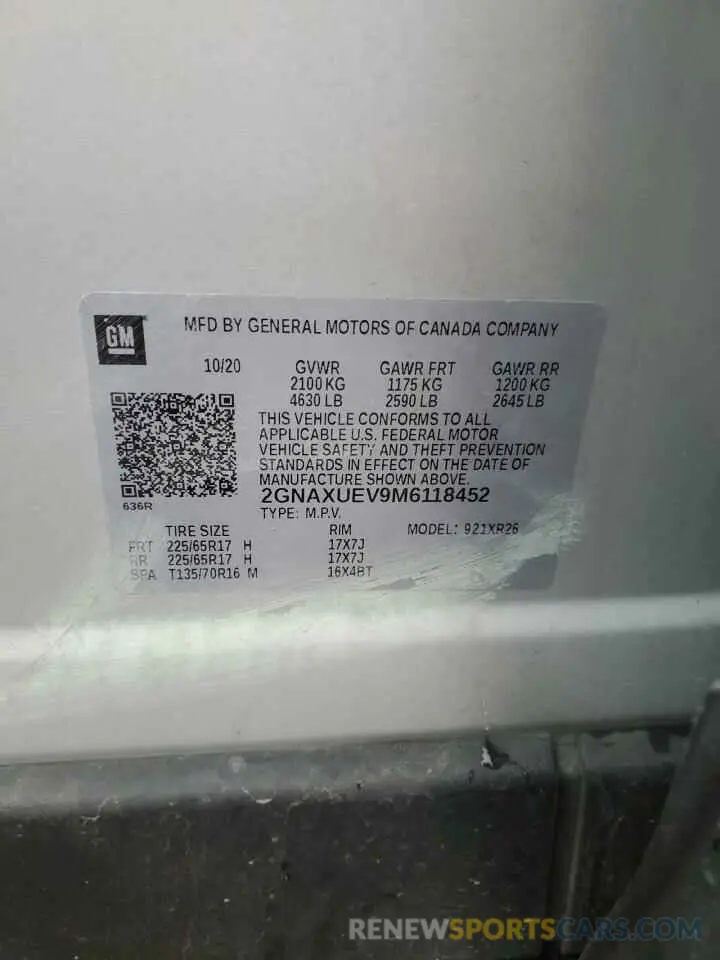 GM
MFD BY GENERAL MOTORS OF CANADA COMPANY
10/20 GVWR GAWR FRT GAWR RR
2100 KG 1175 KG 1200 KG
4630 LB 2590 LB 2645 LB
THIS VEHICLE CONFORMS TO ALL
APPLICABLE U.S. FEDERAL MOTOR
VEHICLE SAFETY AND THEFT PREVENTION
STANDARDS IN EFFECT ON THE DATE OF
MANUFACTURE SHOWN ABOVE.
2GNAXUEV9M6118452
636R TYPE: M.P.V.
TIRE SIZE RIM MODEL: 921XR26
FRT 225/65R17 H 17X7J
RR 225/65R17 H 17X7J
SPA T135/70R16 M 16X4BT
RENEWSPORTSCARS.COM